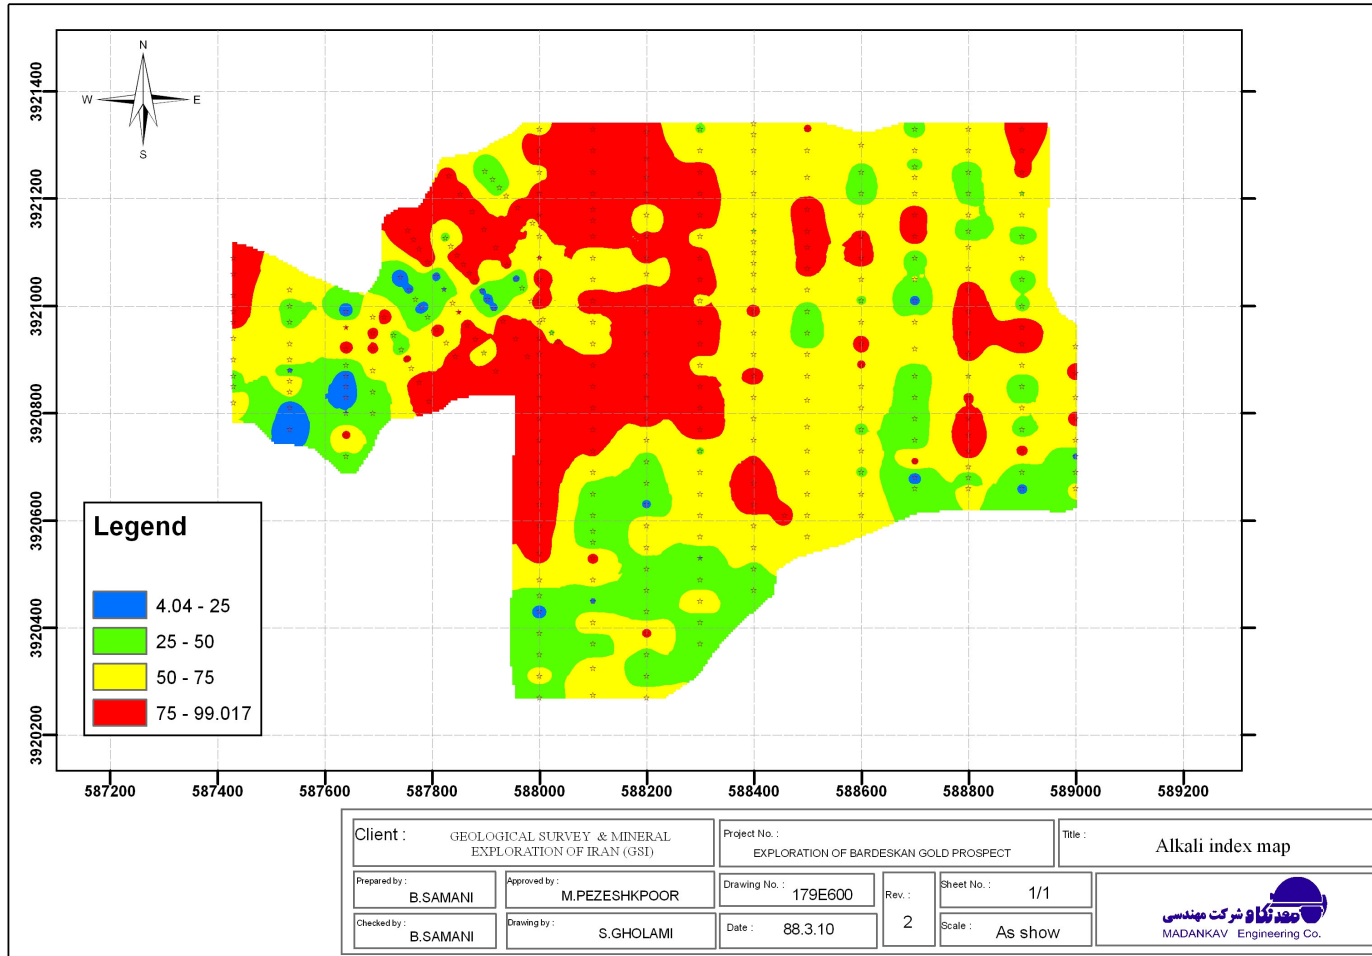 N
W
E
S
3921400
3921200
3921000
3920800
3920600
3920400
3920200
Legend
4.04 - 25
25 - 50
50 - 75
75 - 99.017
587200
587400
587600
587800
588000
588200
588400
588600
588800
589000
589200
Client :
GEOLOGICAL SURVEY & MINERAL
EXPLORATION OF IRAN (GSI)
Project No. :
EXPLORATION OF BARDESKAN GOLD PROSPECT
Title :
Alkali index map
Prepared by :
B.SAMANI
Approved by :
M.PEZESHKPOOR
Drawing No. :
179E600
Rev. :
2
Sheet No. :
1/1
Checked by :
B.SAMANI
Drawing by :
S.GHOLAMI
Date :
88.3.10
Scale :
As show
شرکت مهندسی معدنکاو
MADANKAV Engineering Co.